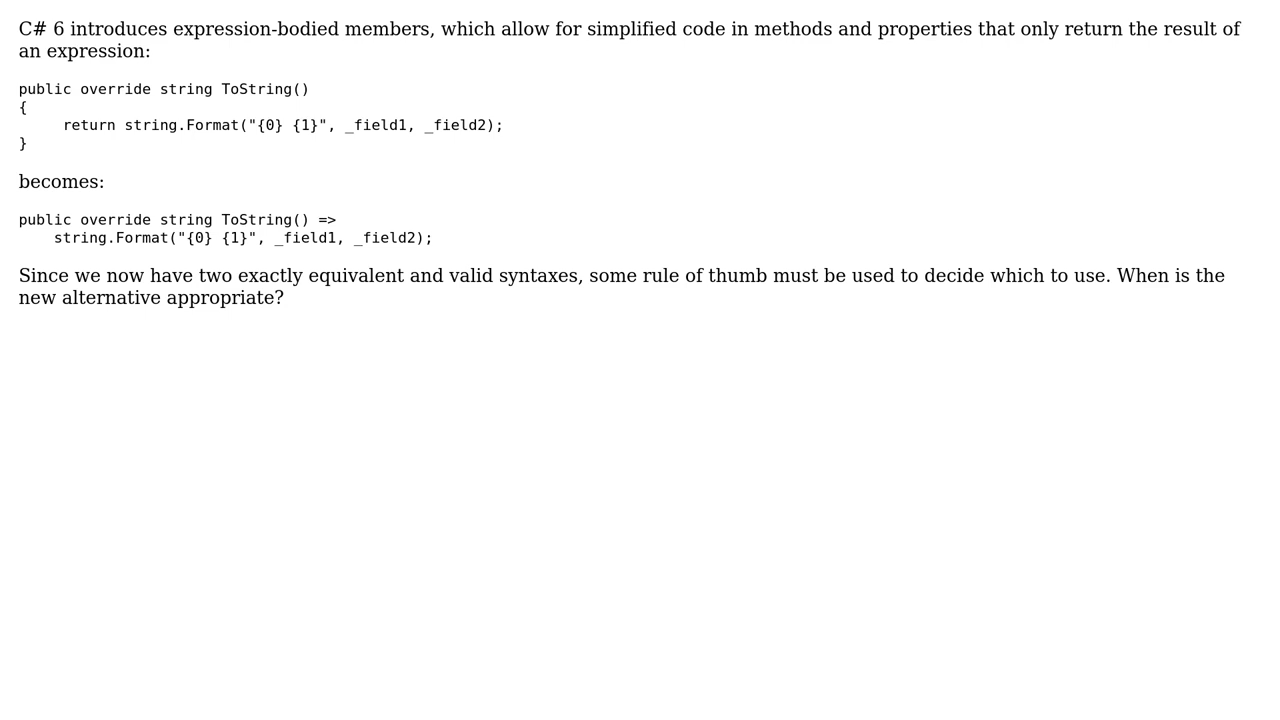 C# 6 introduces expression-bodied members, which allow for simplified code in methods and properties that only return the result of
an expression:
public override string ToString()
{
     return string.Format("{0} {1}", _field1, _field2);
}
becomes:
public override string ToString() =>
    string.Format("{0} {1}", _field1, _field2);
Since we now have two exactly equivalent and valid syntaxes, some rule of thumb must be used to decide which to use. When is the
new alternative appropriate?